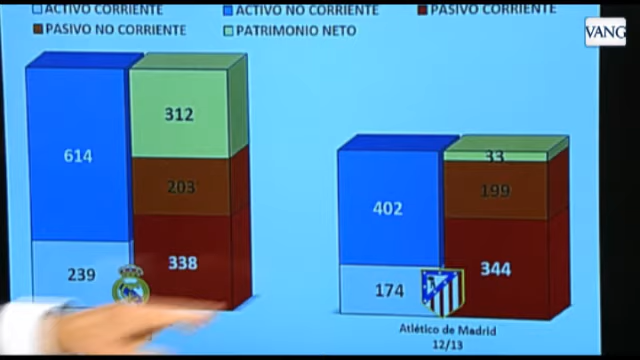 ACTIVO CORRIENTE
ACTIVO NO CORRIENTE
PASIVO CORRIENTE
VANG
PASIVO NO CORRIENTE
PATRIMONIO NETO
312
614
203
239
338
33
402
199
174
344
Atlético de Madrid
12/13